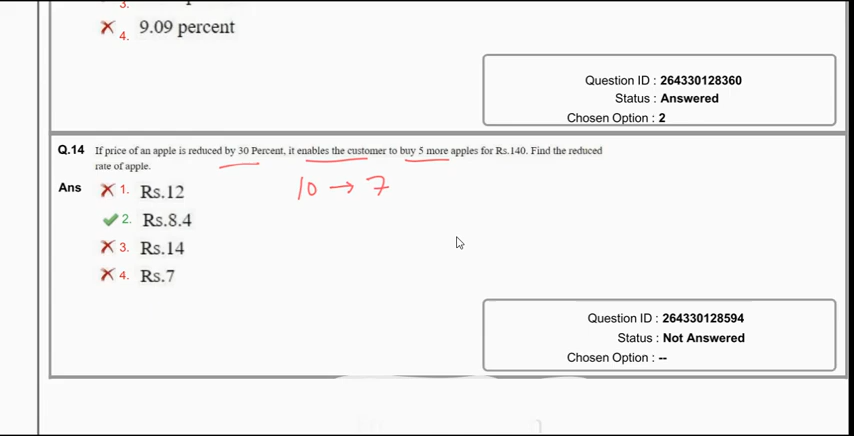 ✗ 4. 9.09 percent
Question ID : 264330128360
Status : Answered
Chosen Option : 2
Q.14 If price of an apple is reduced by 30 Percent, it enables the customer to buy 5 more apples for Rs.140. Find the reduced
rate of apple.
Ans ✗ 1. Rs.12
10 → 7
✓ 2. Rs.8.4
✗ 3. Rs.14
✗ 4. Rs.7
Question ID : 264330128594
Status : Not Answered
Chosen Option : --